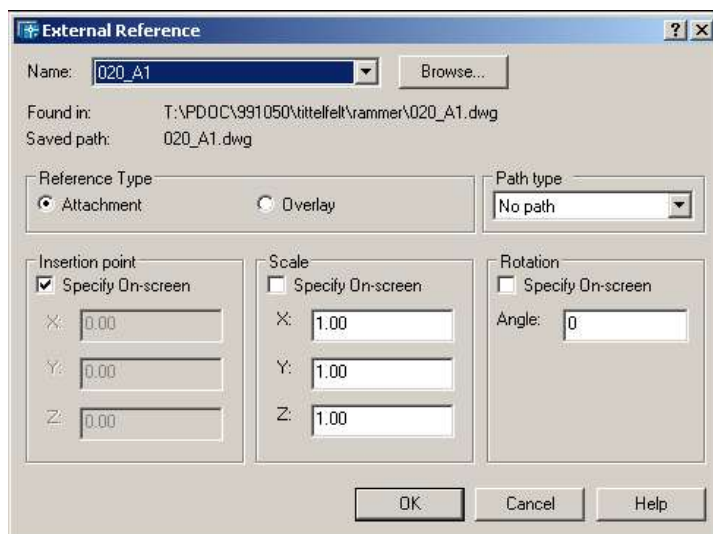 External Reference
Name: 020_A1 Browse...
Found in: T:\PDOC\991050\tittelfelt\rammer\020_A1.dwg
Saved path: 020_A1.dwg
Reference Type Path type
Attachment Overlay No path
Insertion point Scale Rotation
Specify On-screen Specify On-screen Specify On-screen
X: 0.00 X: 1.00 Angle: 0
Y: 0.00 Y: 1.00
Z: 0.00 Z: 1.00
OK Cancel Help